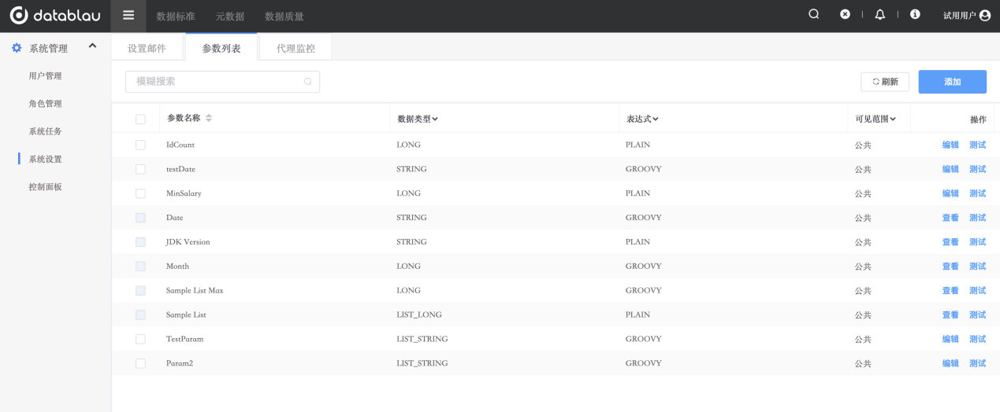 datablau 数据标准 元数据 数据质量 试用用户
系统管理 设置邮件 参数列表 代理监控
用户管理
角色管理
系统任务
系统设置
控制面板
模糊搜索 刷新 添加
参数名称 数据类型 表达式 可见范围 操作
IdCount LONG PLAIN 公共 编辑 测试
testDate STRING GROOVY 公共 编辑 测试
MinSalary LONG PLAIN 公共 编辑 测试
Date STRING GROOVY 公共 查看 测试
JDK Version STRING PLAIN 公共 查看 测试
Month LONG GROOVY 公共 查看 测试
Sample List Max LONG GROOVY 公共 查看 测试
Sample List LIST_LONG PLAIN 公共 查看 测试
TestParam LIST_STRING GROOVY 公共 编辑 测试
Param2 LIST_STRING GROOVY 公共 编辑 测试